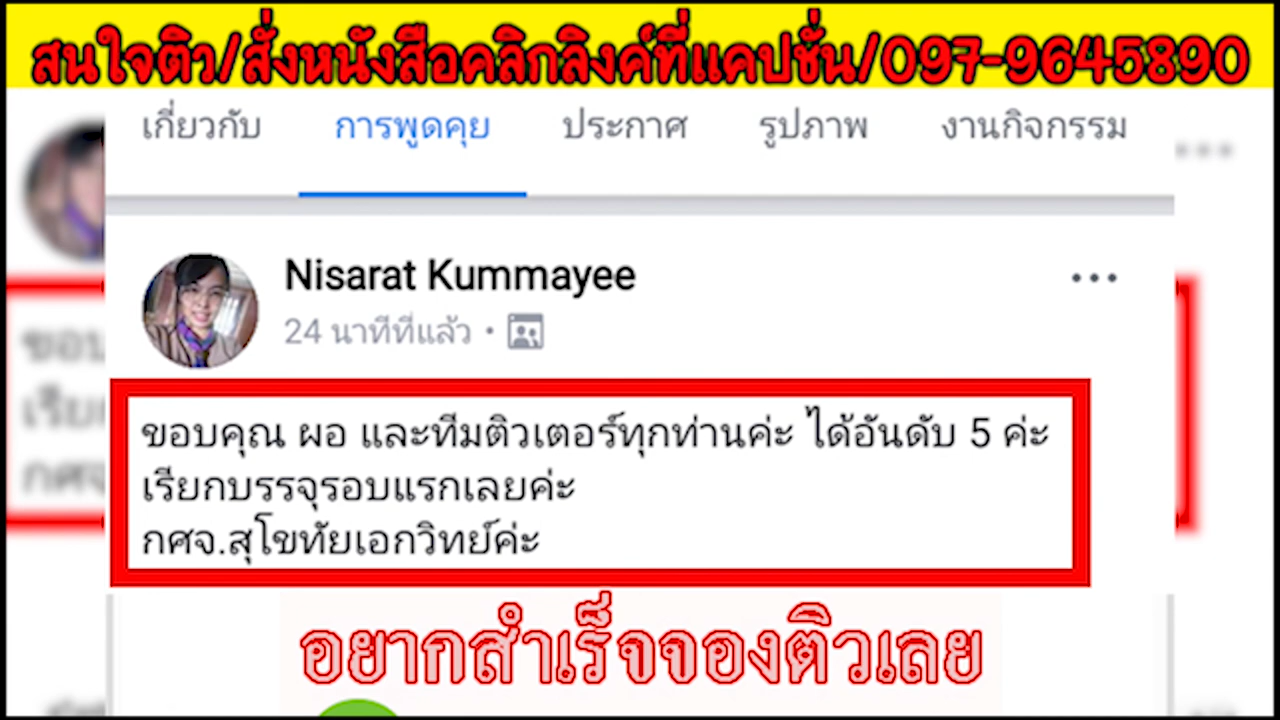 สนใจติว/สั่งหนังสือคลิกลิงค์ที่แคปชั่น/097-9645890
เกี่ยวกับ การพูดคุย ประกาศ รูปภาพ งานกิจกรรม
Nisarat Kummayee
24 นาทีที่แล้ว
ขอบคุณ ผอ และทีมติวเตอร์ทุกท่านค่ะ ได้อันดับ 5 ค่ะ
เรียกบรรจุรอบแรกเลยค่ะ
กศจ.สุโขทัยเอกวิทย์ค่ะ
อยากสำเร็จจองติวเลย